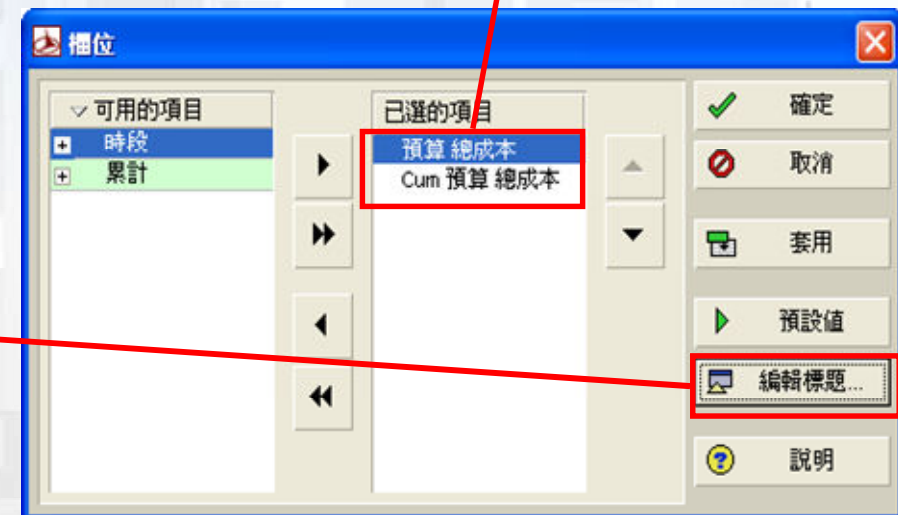 欄位
可用的項目
時段
累計
已選的項目
預算 總成本
Cum 預算 總成本
確定
取消
套用
預設值
編輯標題...
說明